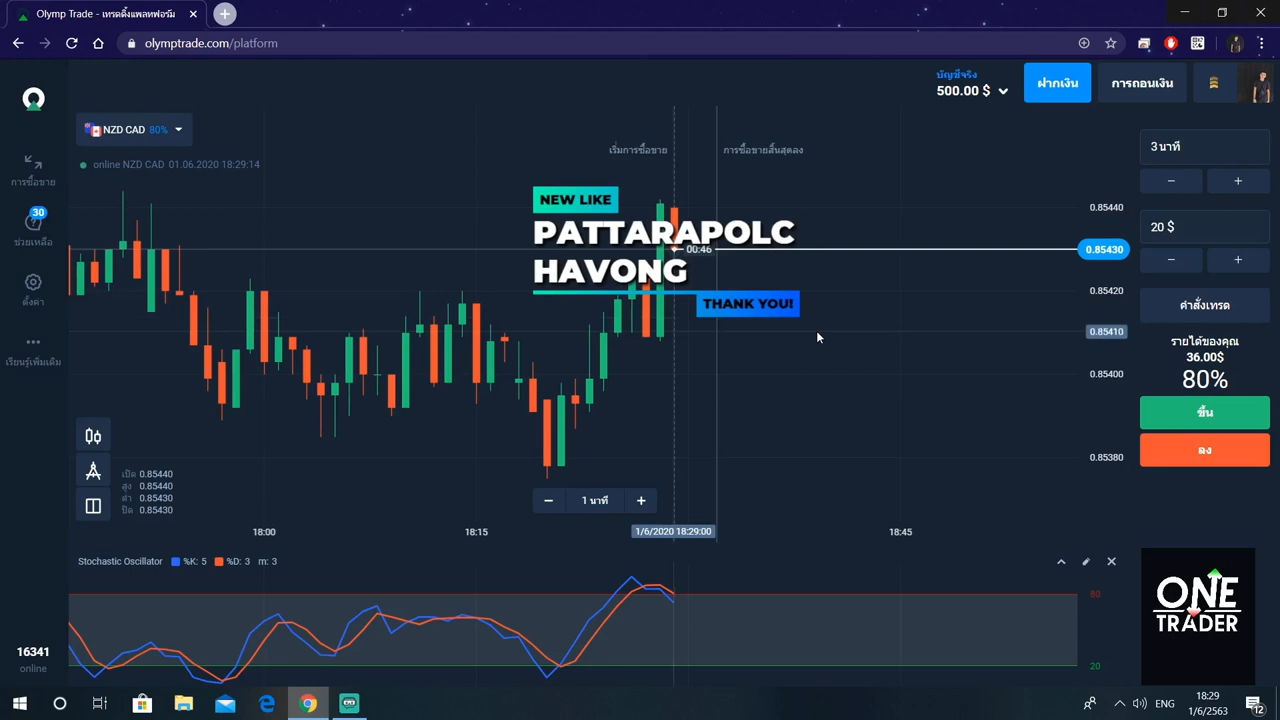 Olymp Trade - เทรดดิ้งแพลทฟอร์ม
olymptrade.com/platform
บัญชีจริง
500.00 $
ฝากเงิน
การถอนเงิน
NZD CAD 80%
online NZD CAD 01.06.2020 18:29:14
เริ่มการซื้อขาย
การซื้อขายสิ้นสุดลง
การซื้อขาย
30
ช่วยเหลือ
ตั้งค่า
เรียนรู้เพิ่มเติม
NEW LIKE
PATTARAPOLC
HAVONG
THANK YOU!
00:46
0.85440
0.85430
0.85420
0.85410
0.85400
0.85380
3 นาที
− +
20 $
− +
คำสั่งเทรด
รายได้ของคุณ
36.00$
80%
ขึ้น
ลง
เปิด 0.85440
สูง 0.85440
ต่ำ 0.85430
ปิด 0.85430
− 1 นาที +
18:00
18:15
1/6/2020 18:29:00
18:45
Stochastic Oscillator %K: 5 %D: 3 m: 3
80
20
ONE
TRADER
16341
online
ENG
18:29
1/6/2563
12